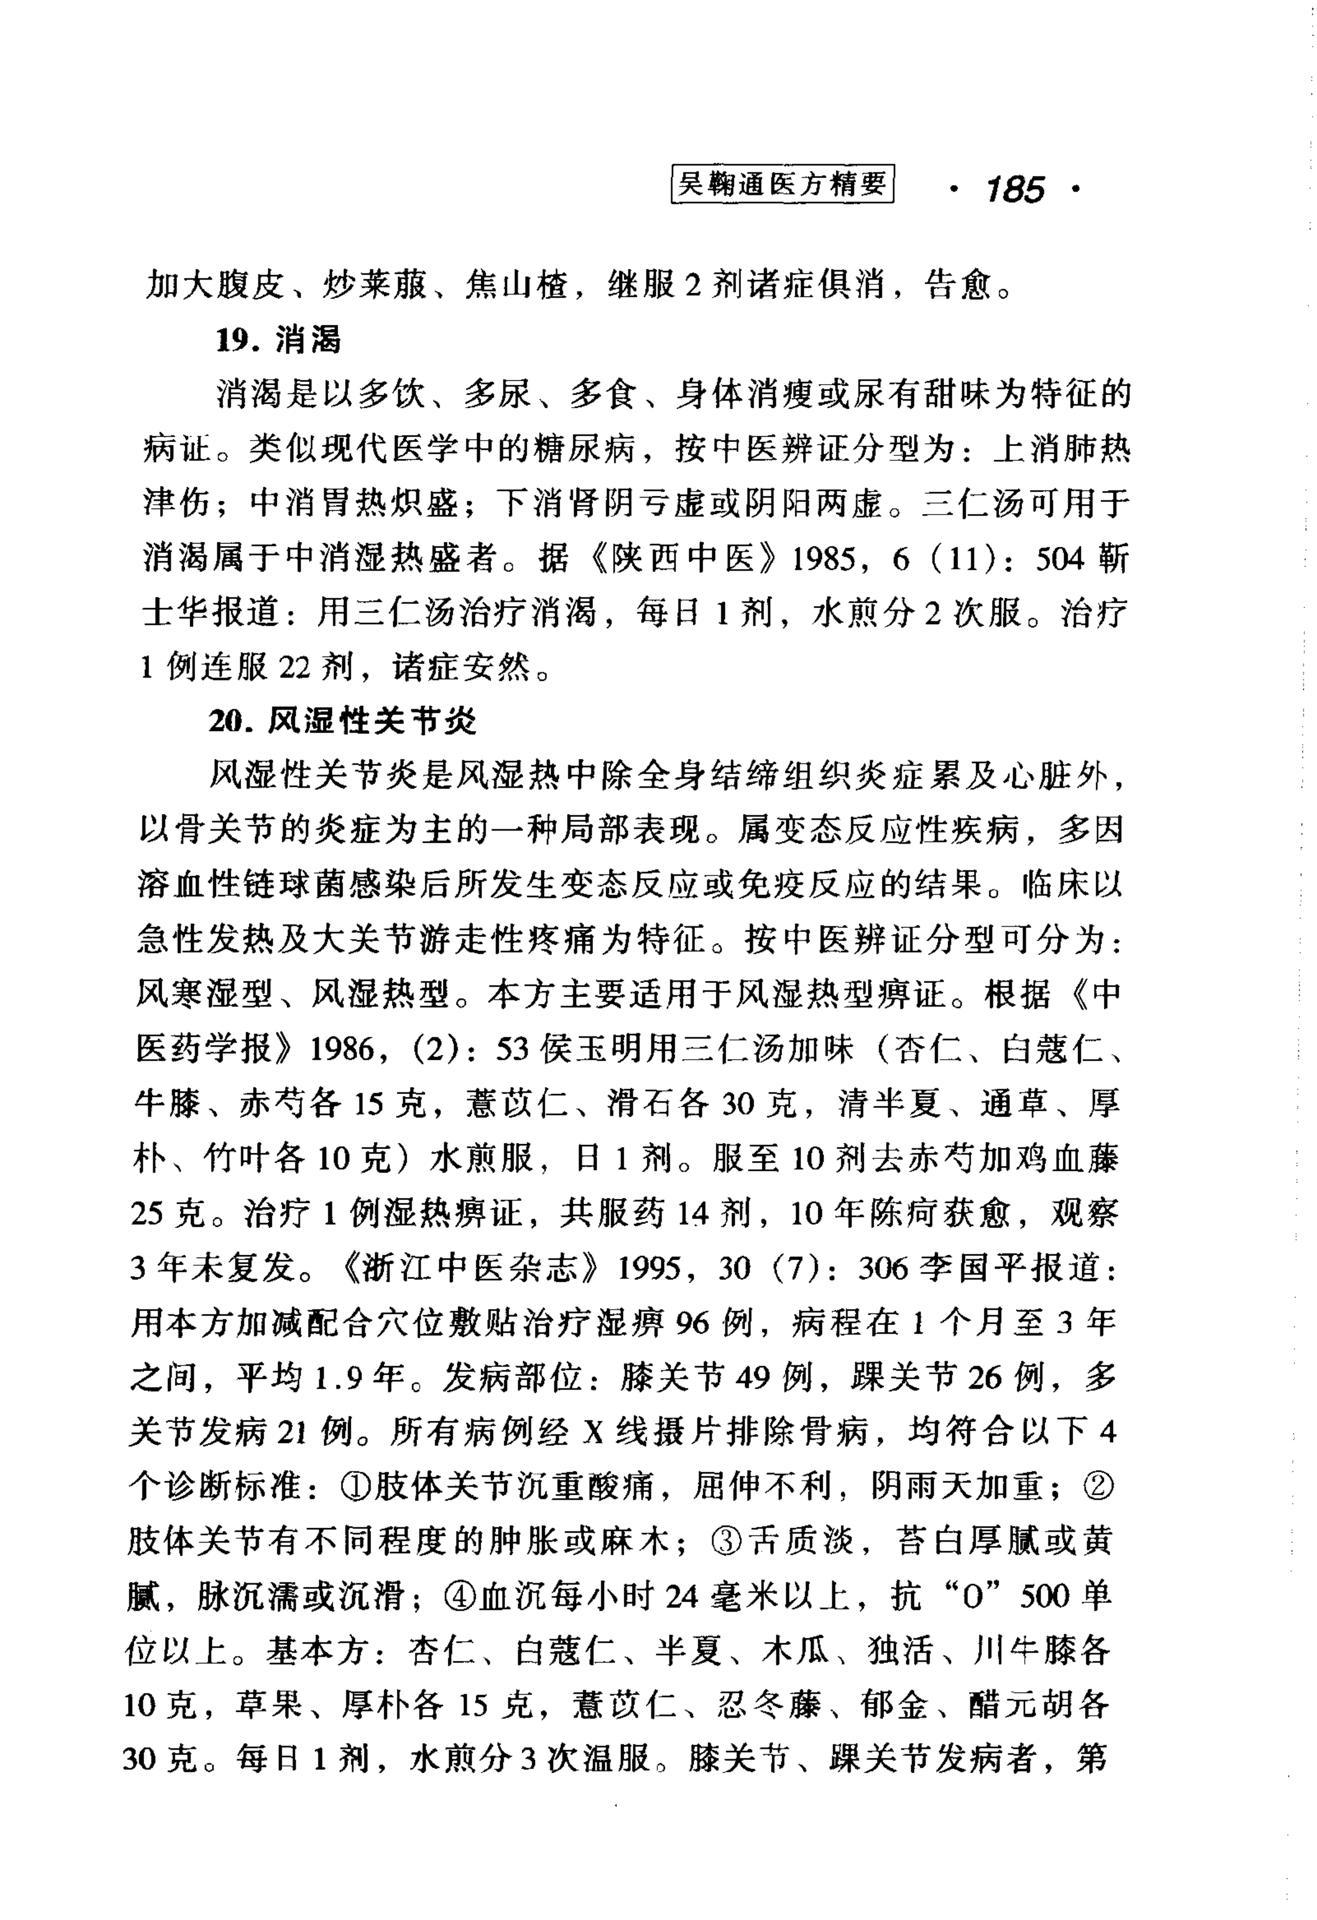 吴鞠通医方精要 · 185 ·
加大腹皮、炒莱菔、焦山楂，继服 2 剂诸症俱消，告愈。
19. 消渴
消渴是以多饮、多尿、多食、身体消瘦或尿有甜味为特征的
病证。类似现代医学中的糖尿病，按中医辨证分型为：上消肺热
津伤；中消胃热炽盛；下消肾阴亏虚或阴阳两虚。三仁汤可用于
消渴属于中消湿热盛者。据《陕西中医》1985，6（11）：504 靳
士华报道：用三仁汤治疗消渴，每日 1 剂，水煎分 2 次服。治疗
1 例连服 22 剂，诸症安然。
20. 风湿性关节炎
风湿性关节炎是风湿热中除全身结缔组织炎症累及心脏外，
以骨关节的炎症为主的一种局部表现。属变态反应性疾病，多因
溶血性链球菌感染后所发生变态反应或免疫反应的结果。临床以
急性发热及大关节游走性疼痛为特征。按中医辨证分型可分为：
风寒湿型、风湿热型。本方主要适用于风湿热型痹证。根据《中
医药学报》1986，（2）：53 侯玉明用三仁汤加味（杏仁、白蔻仁、
牛膝、赤芍各 15 克，薏苡仁、滑石各 30 克，清半夏、通草、厚
朴、竹叶各 10 克）水煎服，日 1 剂。服至 10 剂去赤芍加鸡血藤
25 克。治疗 1 例湿热痹证，共服药 14 剂，10 年陈疴获愈，观察
3 年未复发。《浙江中医杂志》1995，30（7）：306 李国平报道：
用本方加减配合穴位敷贴治疗湿痹 96 例，病程在 1 个月至 3 年
之间，平均 1.9 年。发病部位：膝关节 49 例，踝关节 26 例，多
关节发病 21 例。所有病例经 X 线摄片排除骨病，均符合以下 4
个诊断标准：①肢体关节沉重酸痛，屈伸不利，阴雨天加重；②
肢体关节有不同程度的肿胀或麻木；③舌质淡，苔白厚腻或黄
腻，脉沉濡或沉滑；④血沉每小时 24 毫米以上，抗“O”500 单
位以上。基本方：杏仁、白蔻仁、半夏、木瓜、独活、川牛膝各
10 克，草果、厚朴各 15 克，薏苡仁、忍冬藤、郁金、醋元胡各
30 克。每日 1 剂，水煎分 3 次温服。膝关节、踝关节发病者，第